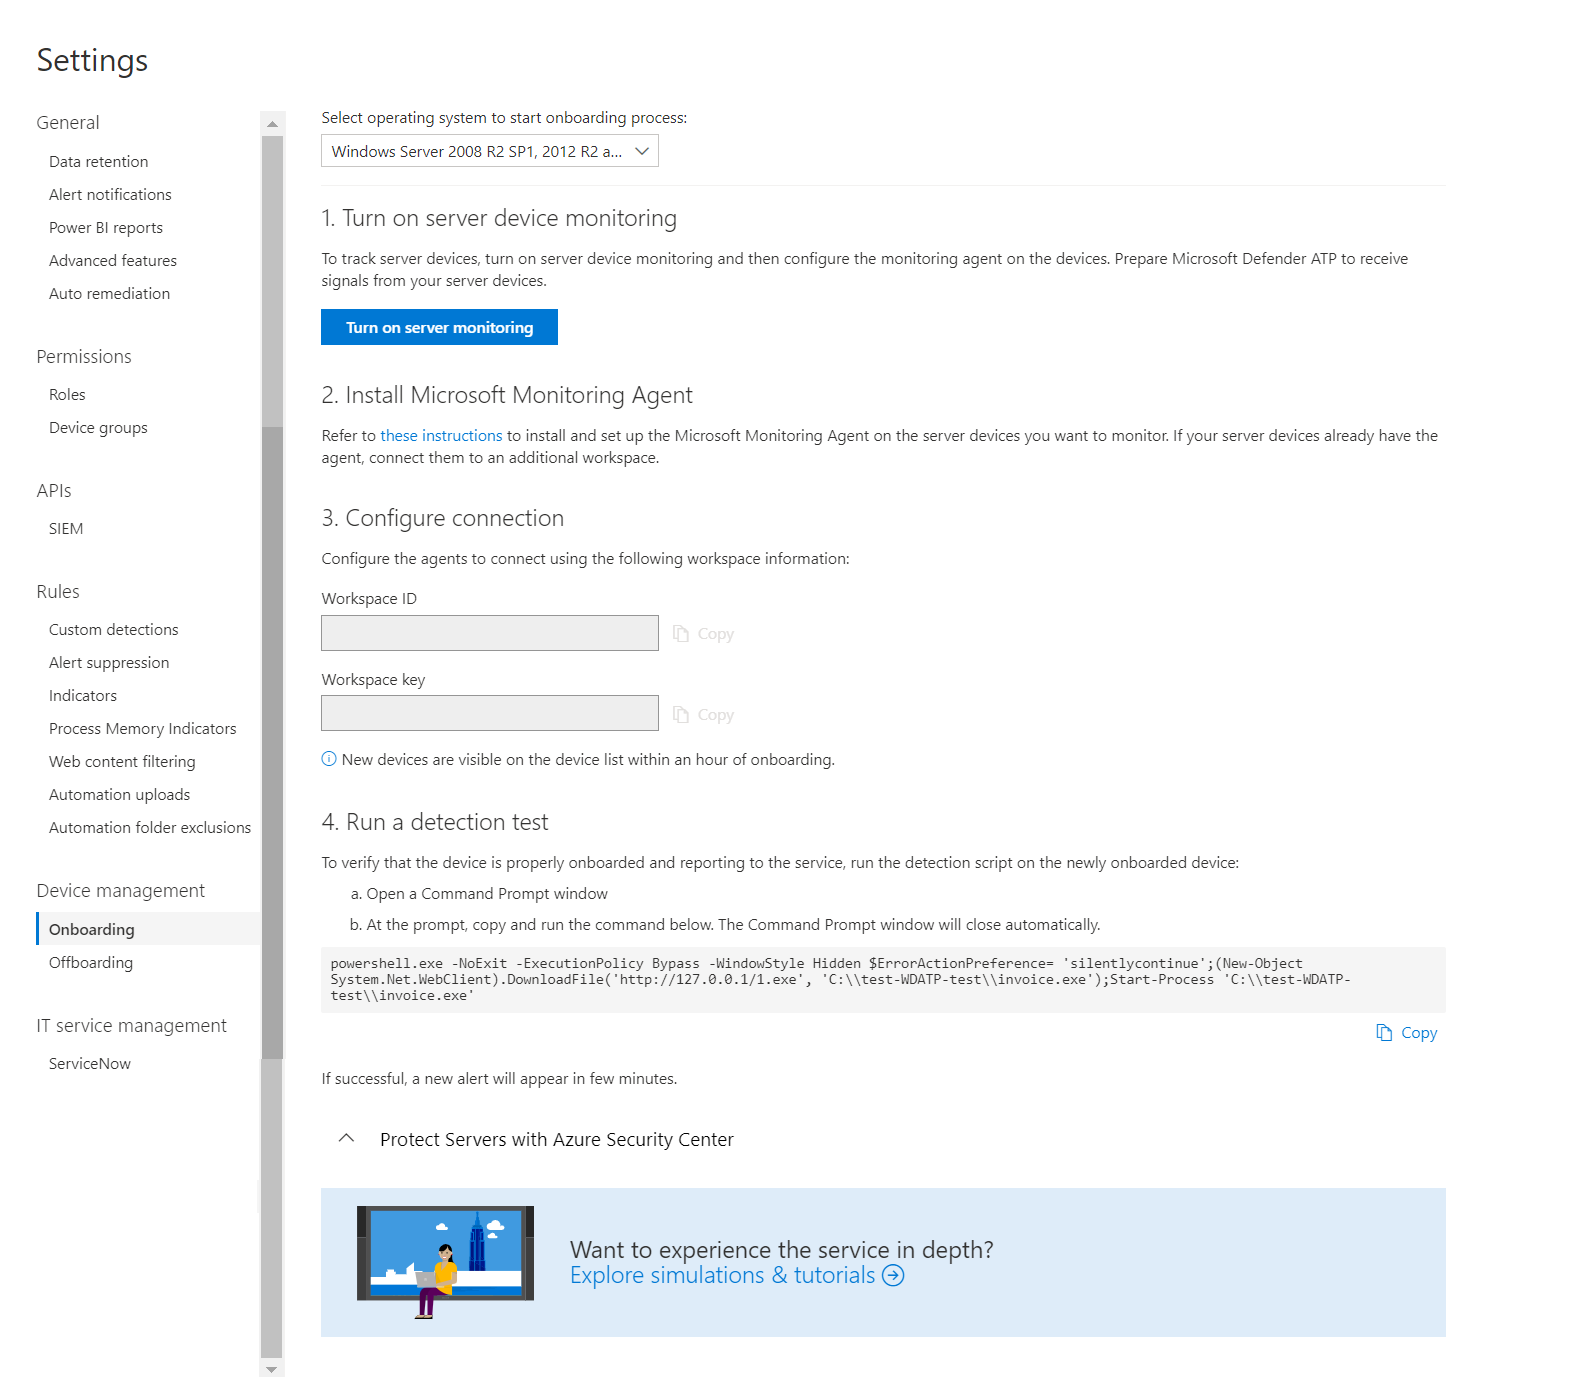 Settings
General
Data retention
Alert notifications
Power BI reports
Advanced features
Auto remediation
Permissions
Roles
Device groups
APIs
SIEM
Rules
Custom detections
Alert suppression
Indicators
Process Memory Indicators
Web content filtering
Automation uploads
Automation folder exclusions
Device management
Onboarding
Offboarding
IT service management
ServiceNow
Select operating system to start onboarding process:
Windows Server 2008 R2 SP1, 2012 R2 a...
1. Turn on server device monitoring
To track server devices, turn on server device monitoring and then configure the monitoring agent on the devices. Prepare Microsoft Defender ATP to receive
signals from your server devices.
Turn on server monitoring
2. Install Microsoft Monitoring Agent
Refer to these instructions to install and set up the Microsoft Monitoring Agent on the server devices you want to monitor. If your server devices already have the
agent, connect them to an additional workspace.
3. Configure connection
Configure the agents to connect using the following workspace information:
Workspace ID
Copy
Workspace key
Copy
New devices are visible on the device list within an hour of onboarding.
4. Run a detection test
To verify that the device is properly onboarded and reporting to the service, run the detection script on the newly onboarded device:
a. Open a Command Prompt window
b. At the prompt, copy and run the command below. The Command Prompt window will close automatically.
powershell.exe -NoExit -ExecutionPolicy Bypass -WindowStyle Hidden $ErrorActionPreference= 'silentlycontinue';(New-Object
System.Net.WebClient).DownloadFile('http://127.0.0.1/1.exe', 'C:\\test-WDATP-test\\invoice.exe');Start-Process 'C:\\test-WDATP-
test\\invoice.exe'
Copy
If successful, a new alert will appear in few minutes.
Protect Servers with Azure Security Center
Want to experience the service in depth?
Explore simulations & tutorials